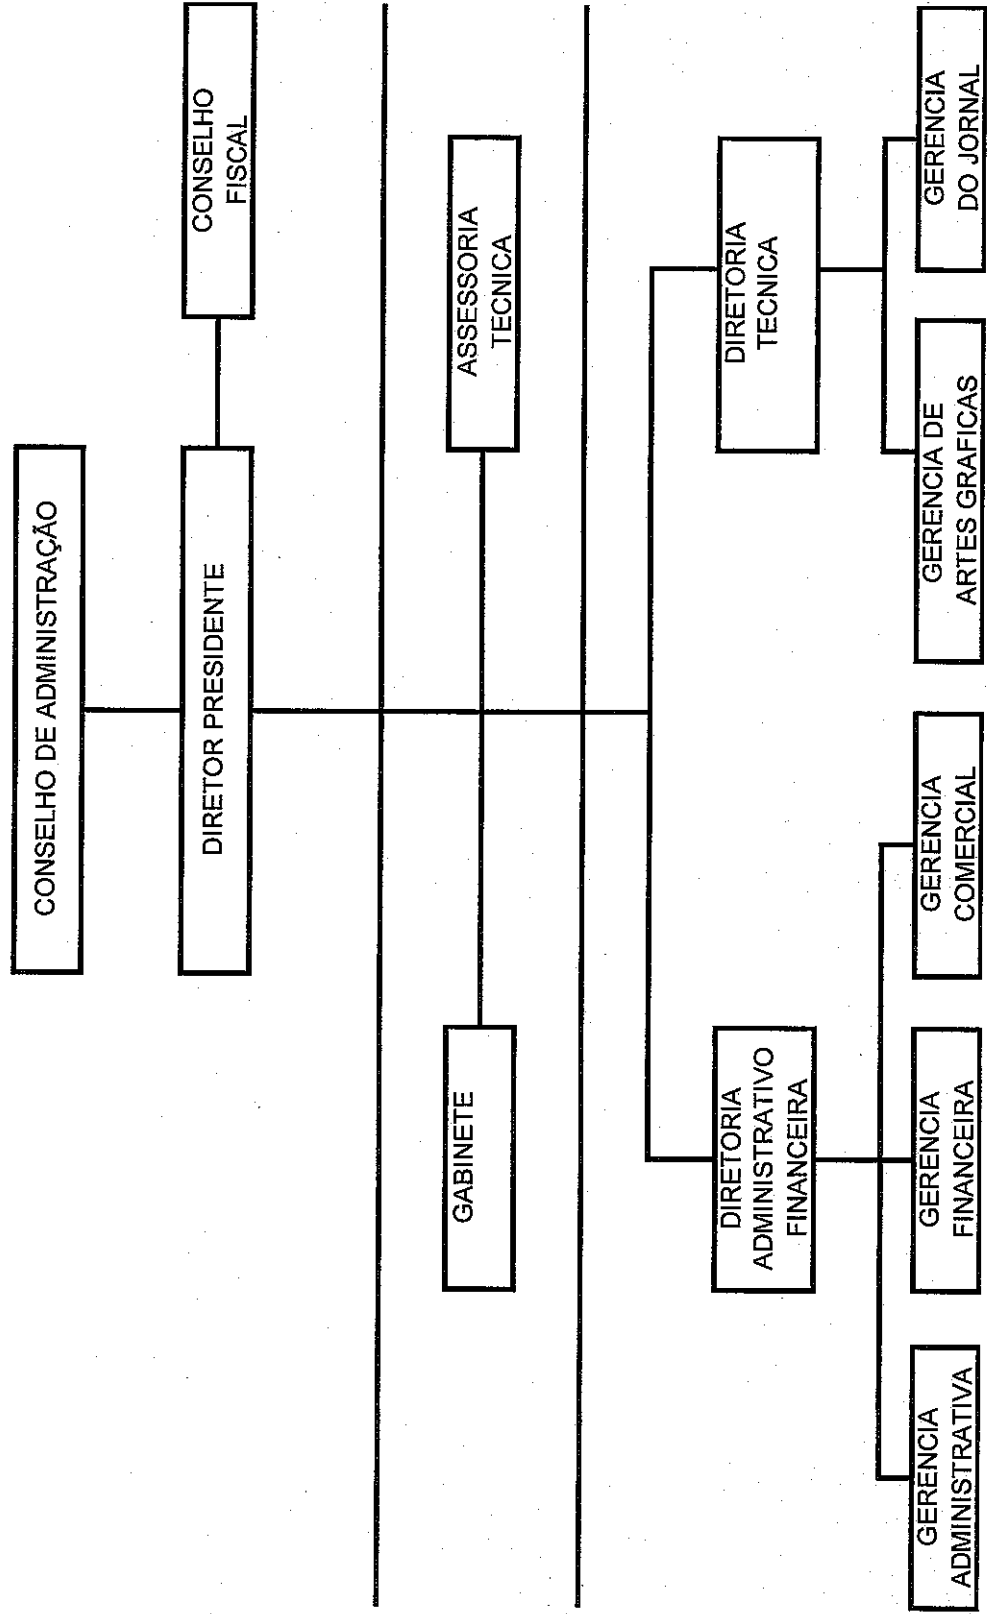 CONSELHO DE ADMINISTRAÇÃO
DIRETOR PRESIDENTE
CONSELHO
FISCAL
GABINETE
ASSESSORIA
TECNICA
DIRETORIA
ADMINISTRATIVO
FINANCEIRA
DIRETORIA
TECNICA
GERENCIA
ADMINISTRATIVA
GERENCIA
FINANCEIRA
GERENCIA
COMERCIAL
GERENCIA DE
ARTES GRAFICAS
GERENCIA
DO JORNAL